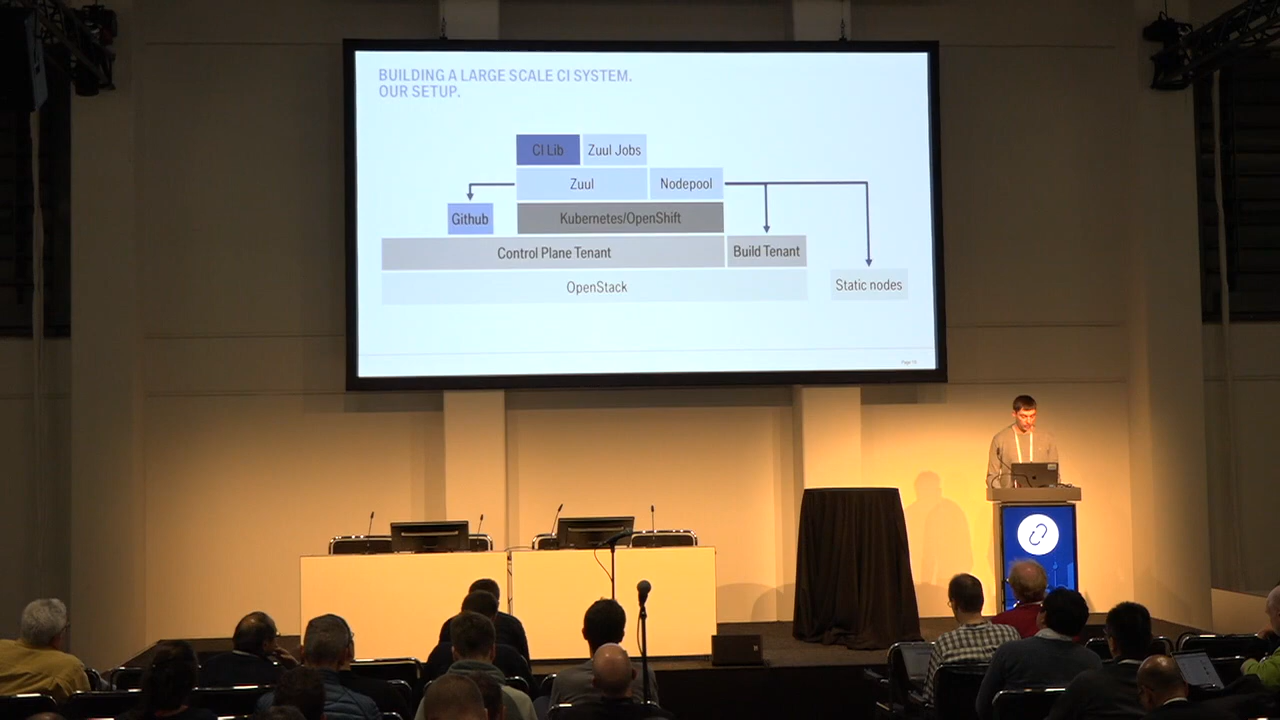 BUILDING A LARGE SCALE CI SYSTEM.
OUR SETUP.
CI Lib
Zuul Jobs
Zuul
Nodepool
Github
Kubernetes/OpenShift
Control Plane Tenant
Build Tenant
OpenStack
Static nodes